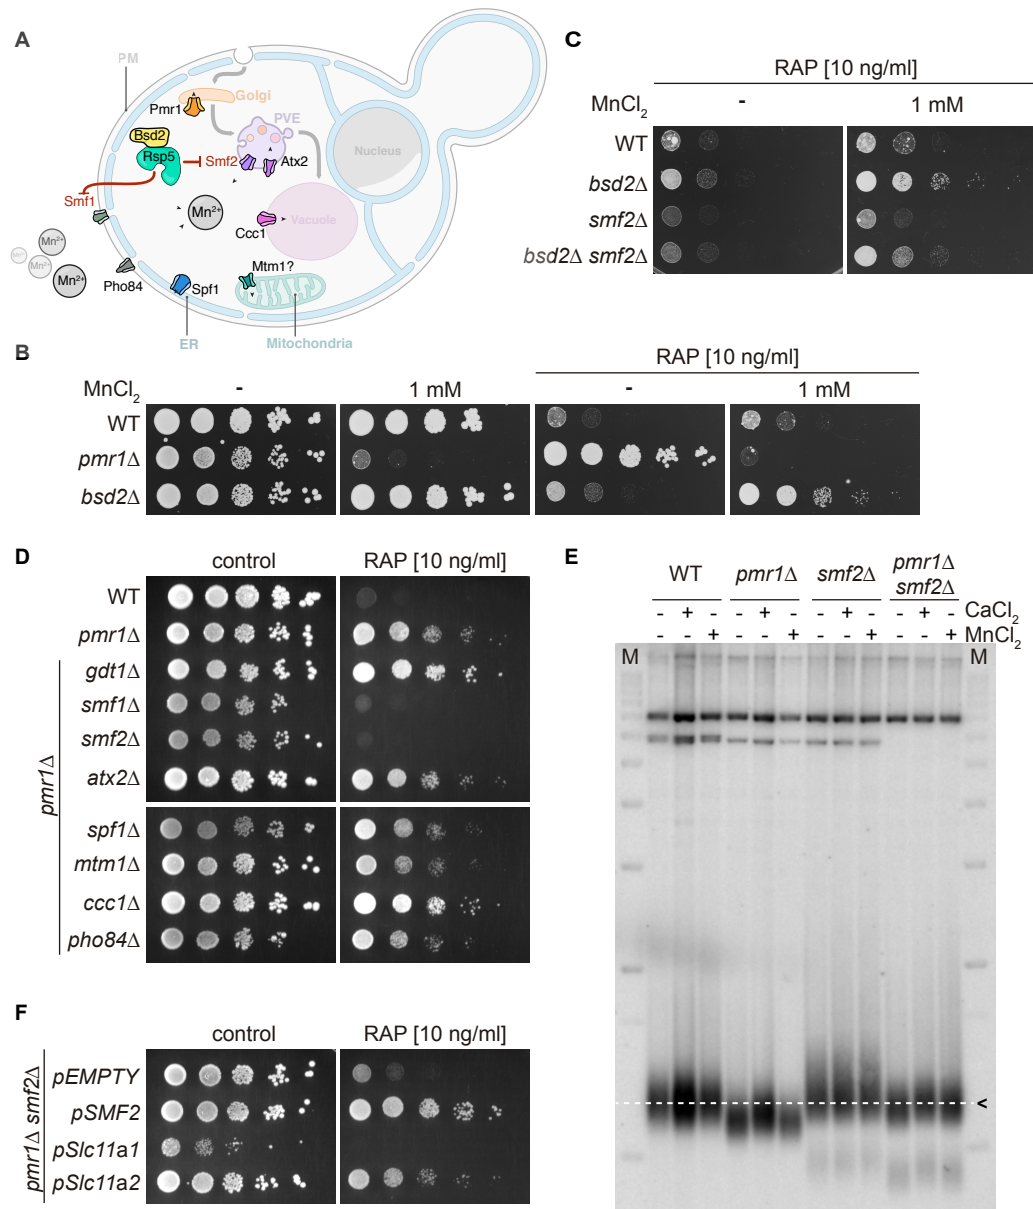 A
PM
Golgi
Pmr1
PVE
Bsd2
Rsp5
Smf2
Atx2
Nucleus
Smf1
Mn2+
Ccc1
Vacuole
Mn2+
Mn2+
Mn2+
Mn2+
Pho84
Spf1
Mtm1?
ER
Mitochondria
B
RAP [10 ng/ml]
MnCl2 - 1 mM - 1 mM
WT
pmr1Δ
bsd2Δ
C
RAP [10 ng/ml]
MnCl2 - 1 mM
WT
bsd2Δ
smf2Δ
bsd2Δ smf2Δ
D
control RAP [10 ng/ml]
WT
pmr1Δ
gdt1Δ
smf1Δ
smf2Δ
atx2Δ
spf1Δ
mtm1Δ
ccc1Δ
pho84Δ
pmr1Δ
E
WT pmr1Δ smf2Δ pmr1Δ smf2Δ
- + - - + - - + - - + - CaCl2
- - + - - + - - + - - + MnCl2
M M
<
F
control RAP [10 ng/ml]
pEMPTY
pSMF2
pSlc11a1
pSlc11a2
pmr1Δ smf2Δ